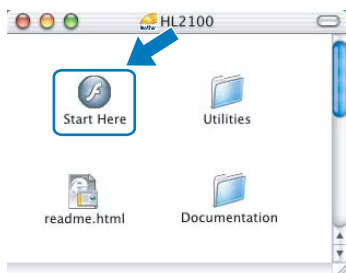 HL2100
Start Here
Utilities
readme.html
Documentation